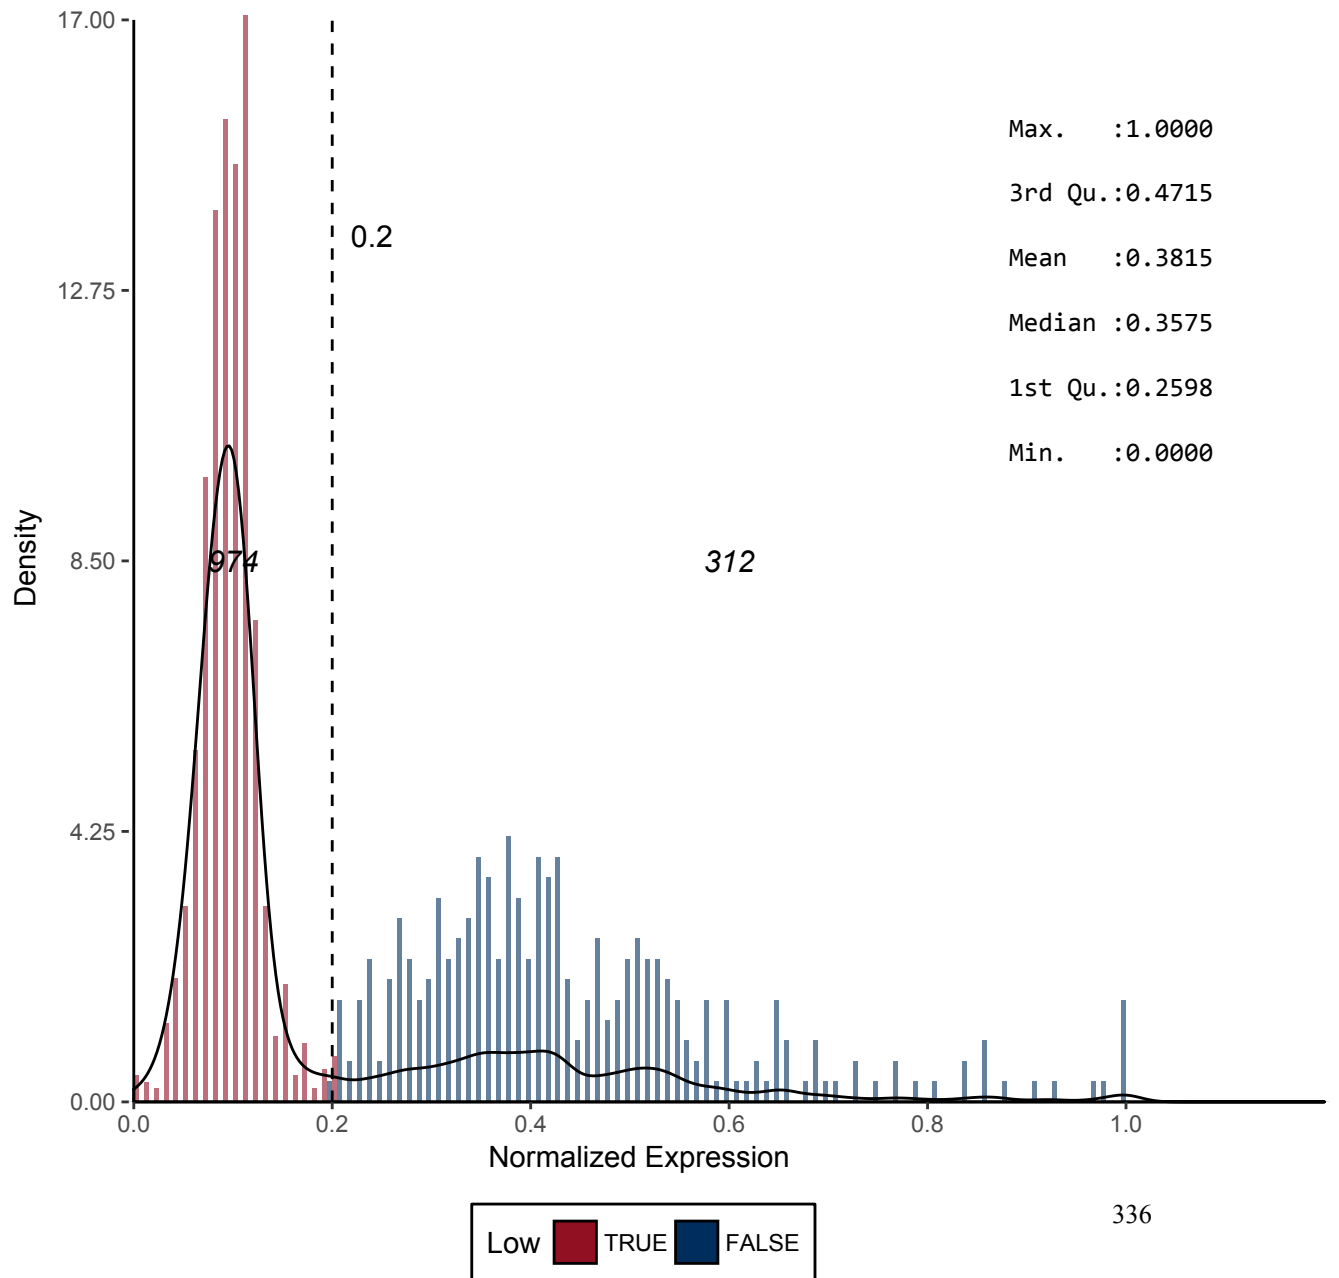 17.00
12.75
8.50
4.25
0.00
Density
0.2
974
312
Max. :1.0000
3rd Qu.:0.4715
Mean :0.3815
Median :0.3575
1st Qu.:0.2598
Min. :0.0000
0.0 0.2 0.4 0.6 0.8 1.0
Normalized Expression
336
Low TRUE FALSE